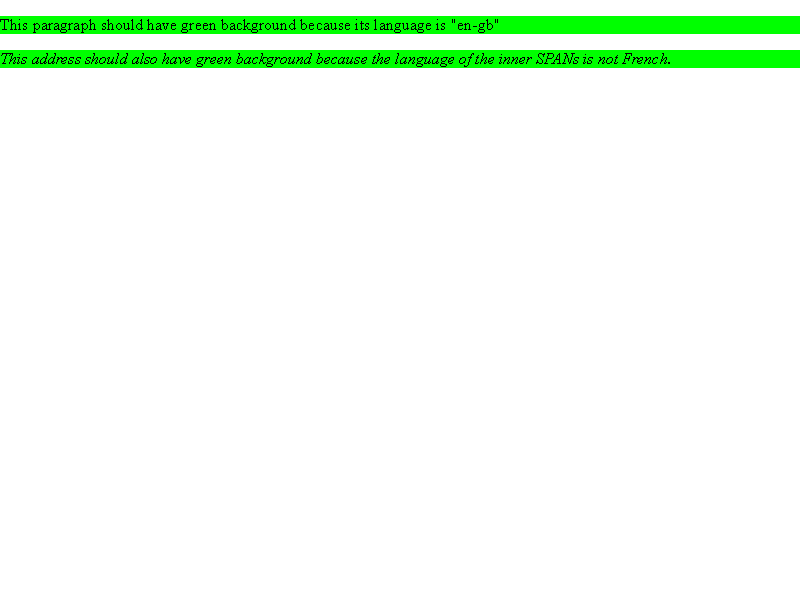 This paragraph should have green background because its language is "en-gb"
This address should also have green background because the language of the inner SPANs is not French.